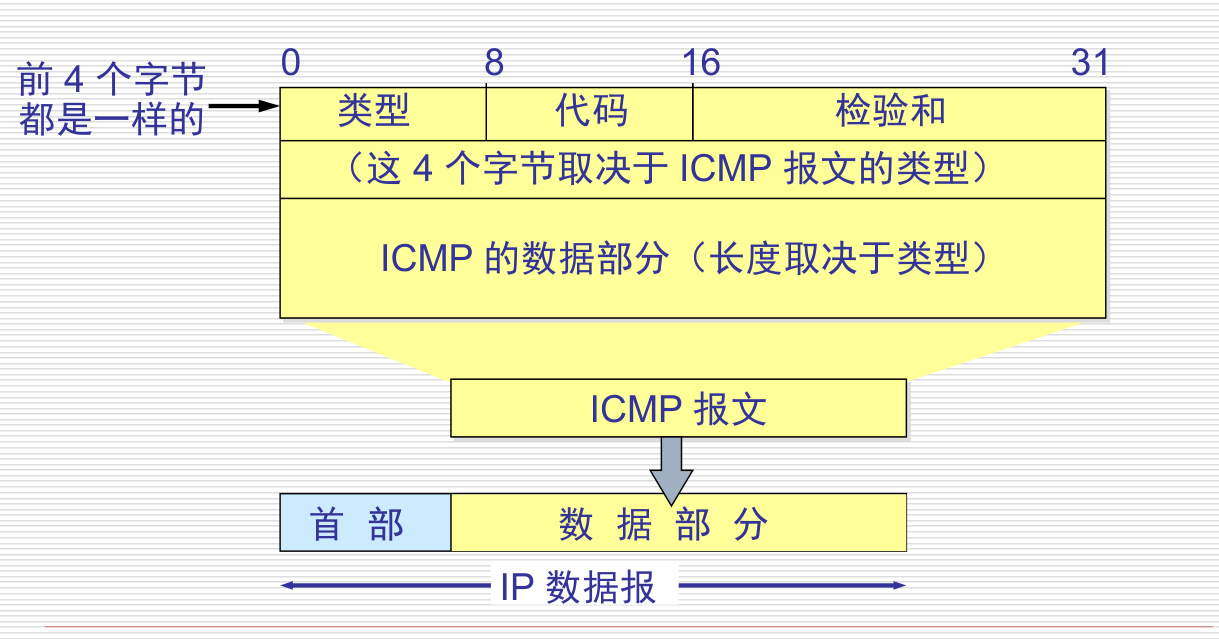 0 8 16 31
前 4 个字节
都是一样的
类型 代码 检验和
（这 4 个字节取决于 ICMP 报文的类型）
ICMP 的数据部分（长度取决于类型）
ICMP 报文
首 部 数 据 部 分
IP 数据报